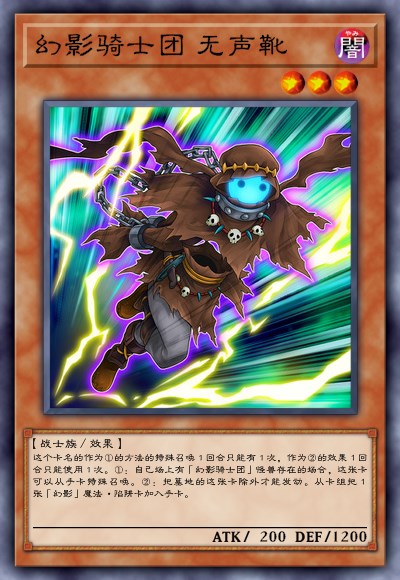 幻影骑士团 无声靴
闇
やみ
【战士族／效果】
这个卡名的作为①的方法的特殊召唤1回合只能有1次，作为②的效果1回
合只能使用1次。①：自己场上有「幻影骑士团」怪兽存在的场合，这张卡
可以从手卡特殊召唤。②：把墓地的这张卡除外才能发动。从卡组把1
张「幻影」魔法·陷阱卡加入手卡。
ATK/ 200 DEF/1200